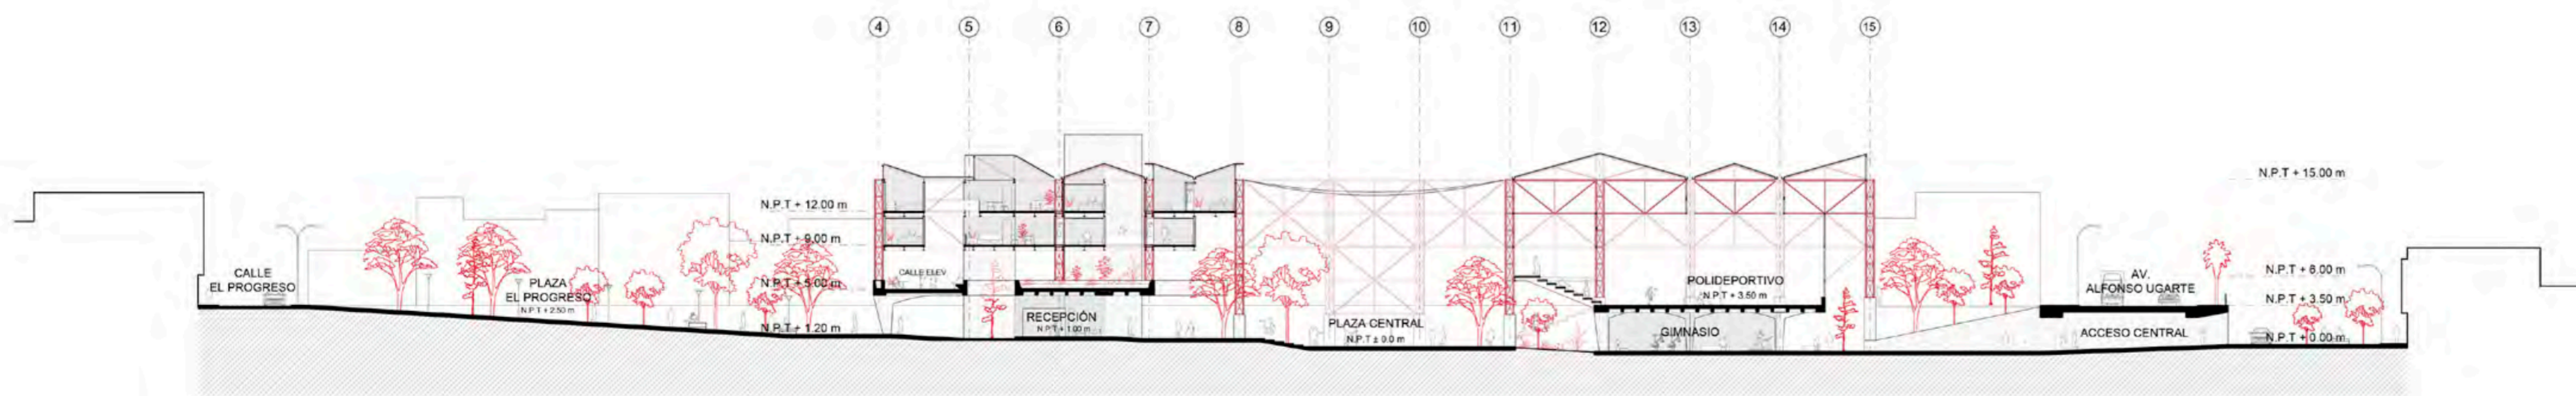 4 5 6 7 8 9 10 11 12 13 14 15
N.P.T + 15.00 m
N.P.T + 12.00 m
N.P.T + 9.00 m
CALLE
EL PROGRESO
PLAZA
EL PROGRESO
N.P.T + 2.50 m
N.P.T + 5.00 m
N.P.T + 1.20 m
CALLE ELEV
RECEPCIÓN
N.P.T + 1.00 m
PLAZA CENTRAL
N.P.T ± 0.0 m
POLIDEPORTIVO
N.P.T + 3.50 m
GIMNASIO
AV.
ALFONSO UGARTE
ACCESO CENTRAL
N.P.T + 6.00 m
N.P.T + 3.50 m
N.P.T + 0.00 m